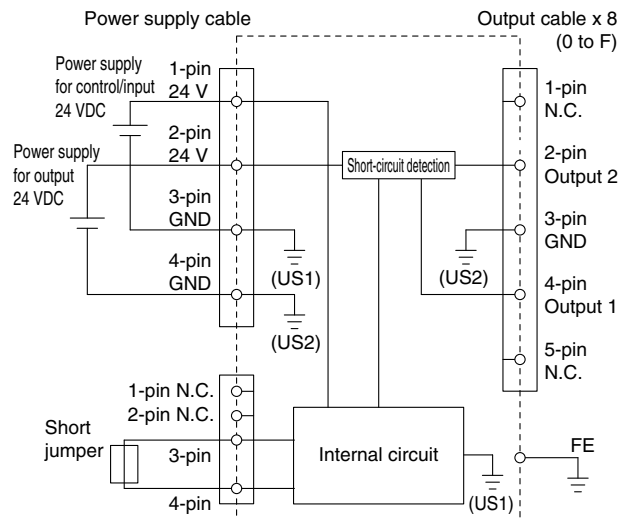 Power supply cable
Output cable x 8
(0 to F)
Power supply
for control/input
24 VDC
1-pin
24 V
1-pin
N.C.
Power supply
for output
24 VDC
2-pin
24 V
Short-circuit detection
2-pin
Output 2
3-pin
GND
(US1)
3-pin
GND
(US2)
4-pin
GND
(US2)
4-pin
Output 1
5-pin
N.C.
1-pin N.C.
2-pin N.C.
Short
jumper
3-pin
4-pin
Internal circuit
(US1)
FE